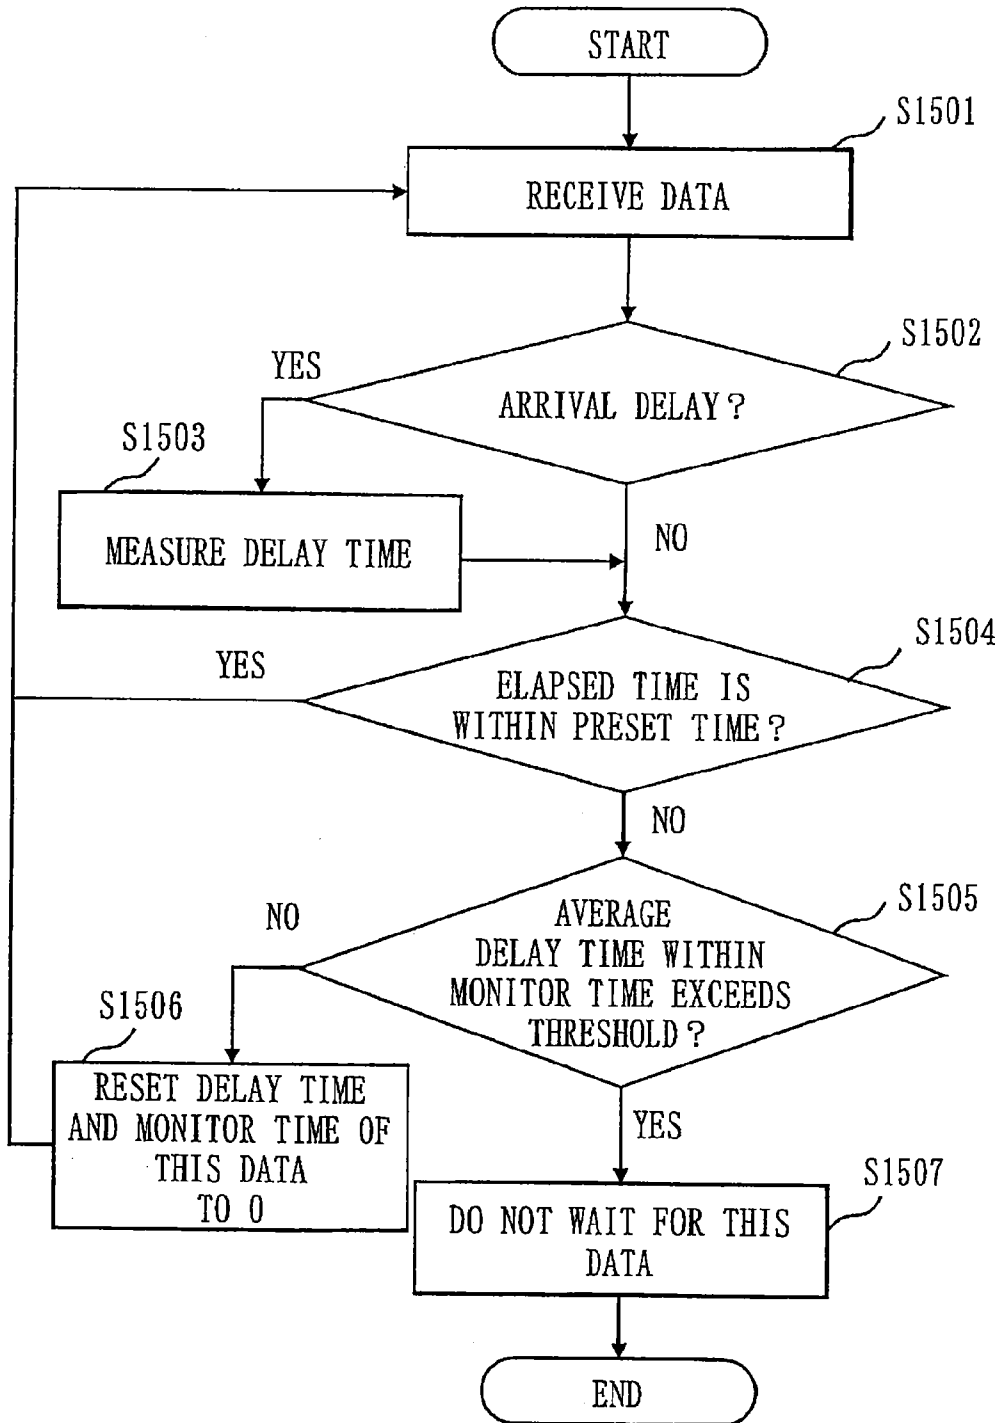 START
S1501
RECEIVE DATA
S1502
YES
ARRIVAL DELAY?
S1503
NO
MEASURE DELAY TIME
S1504
YES
ELAPSED TIME IS
WITHIN PRESET TIME?
NO
S1505
NO
AVERAGE
DELAY TIME WITHIN
MONITOR TIME EXCEEDS
THRESHOLD?
S1506
RESET DELAY TIME
AND MONITOR TIME OF
THIS DATA
TO 0
YES
S1507
DO NOT WAIT FOR THIS
DATA
END